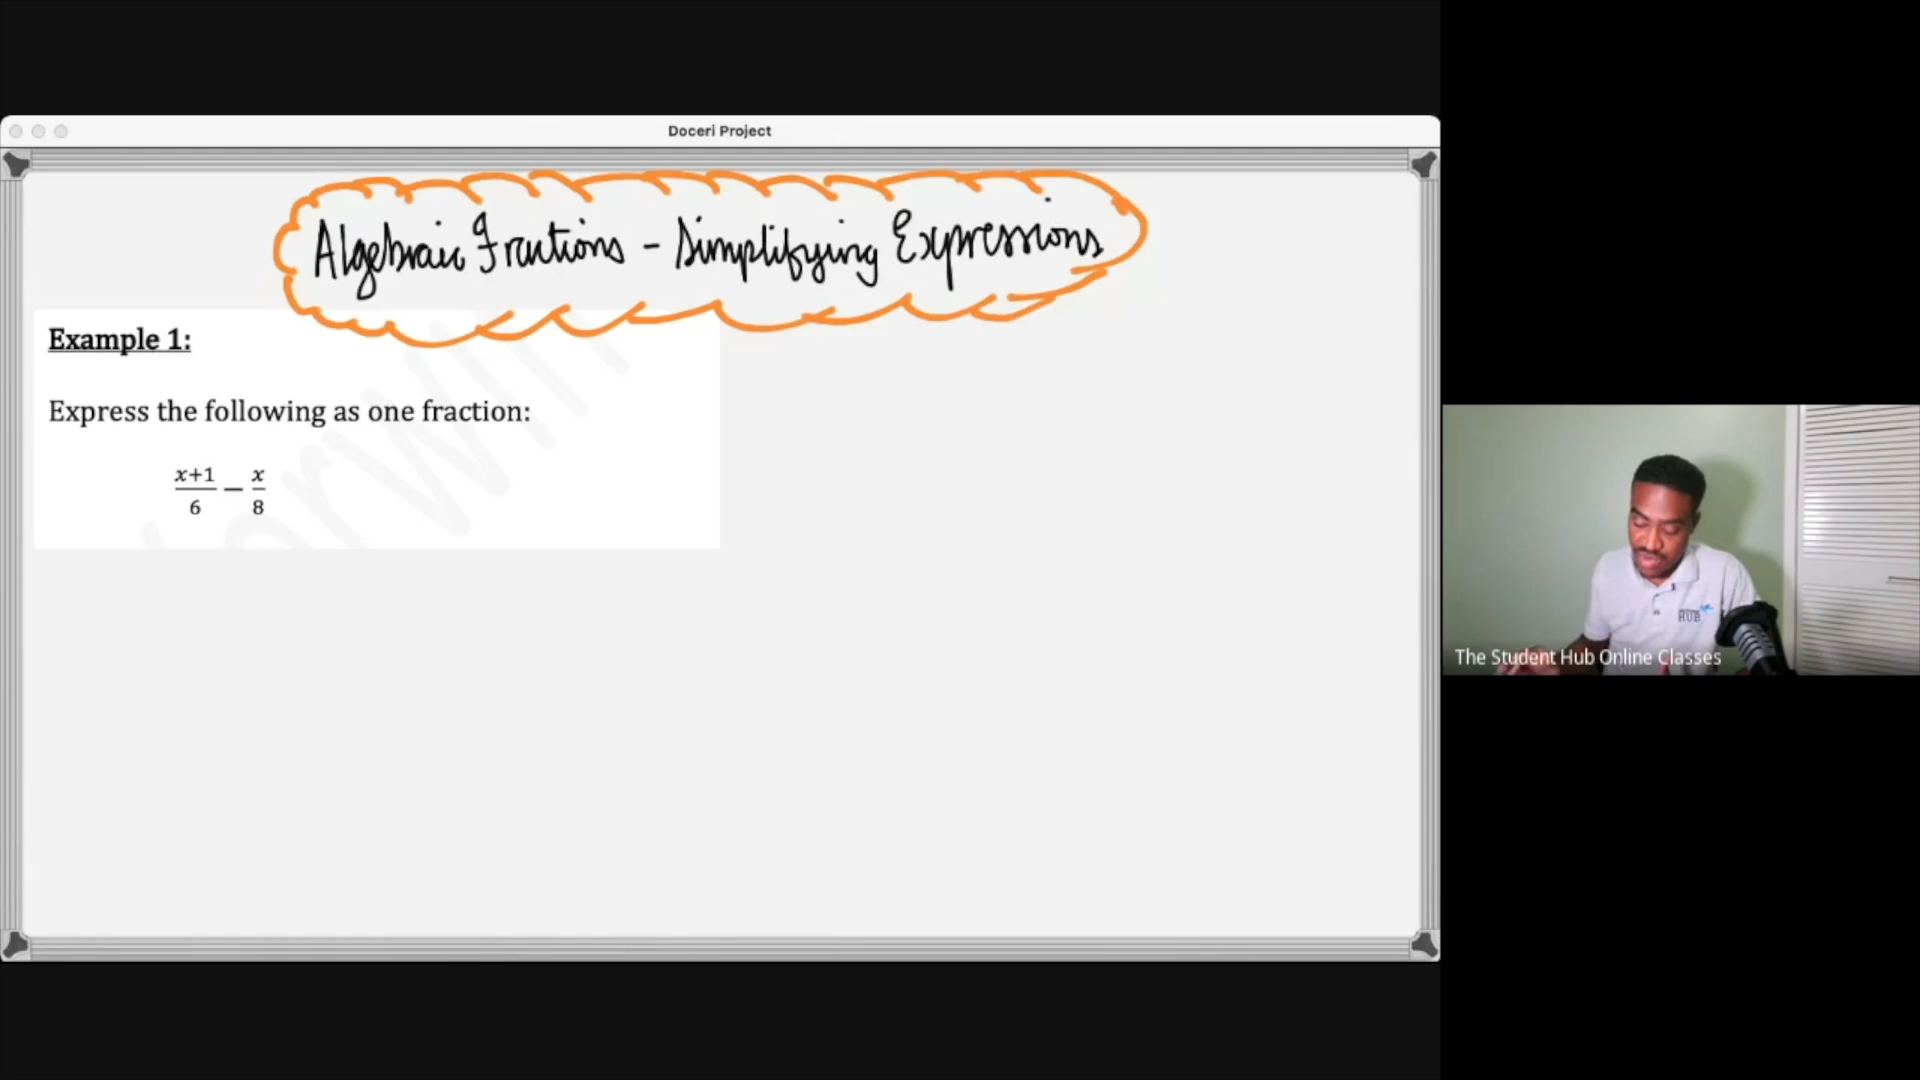 Doceri Project
Algebraic Fractions - Simplifying Expressions
Example 1:
Express the following as one fraction:
x+1/6 − x/8
HUB
The Student Hub Online Classes